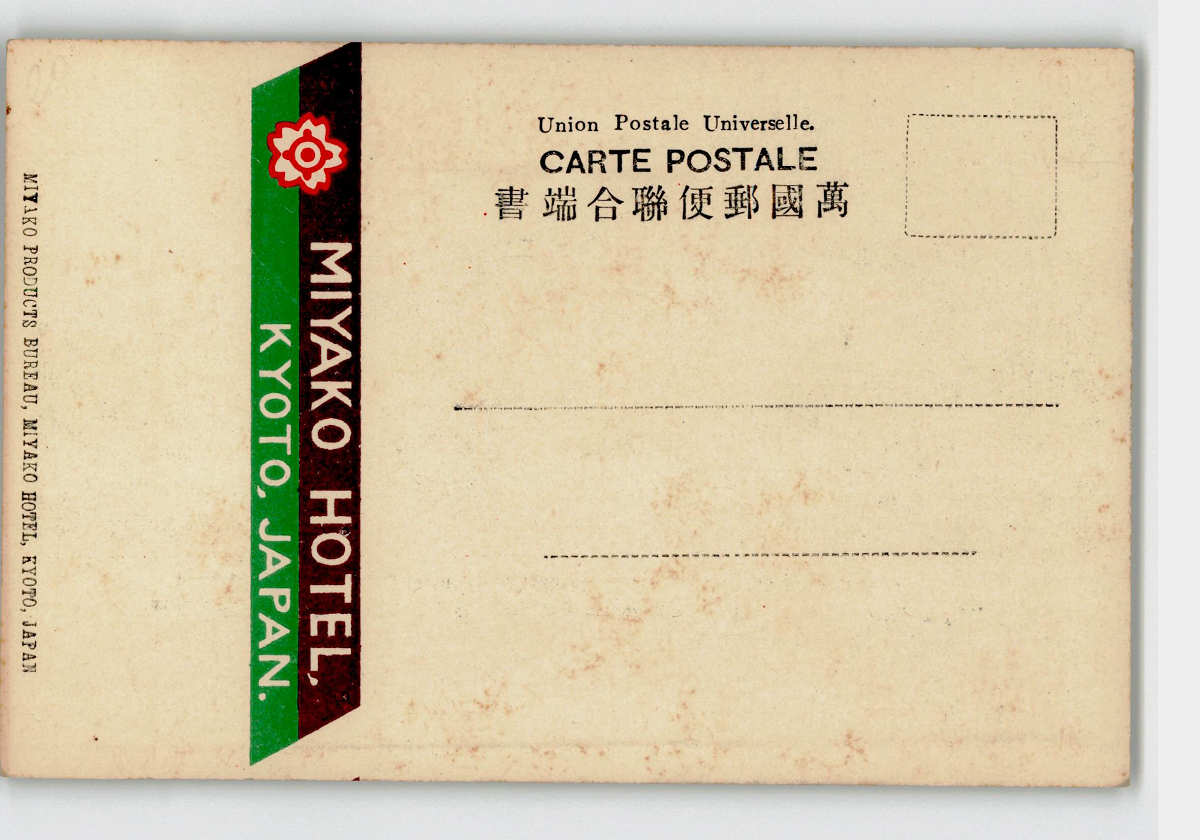 Union Postale Universelle.
CARTE POSTALE
萬國郵便聯合端書
MIYAKO HOTEL,
KYOTO, JAPAN.
MIYAKO PRODUCTS BUREAU, MIYAKO HOTEL, KYOTO, JAPAN